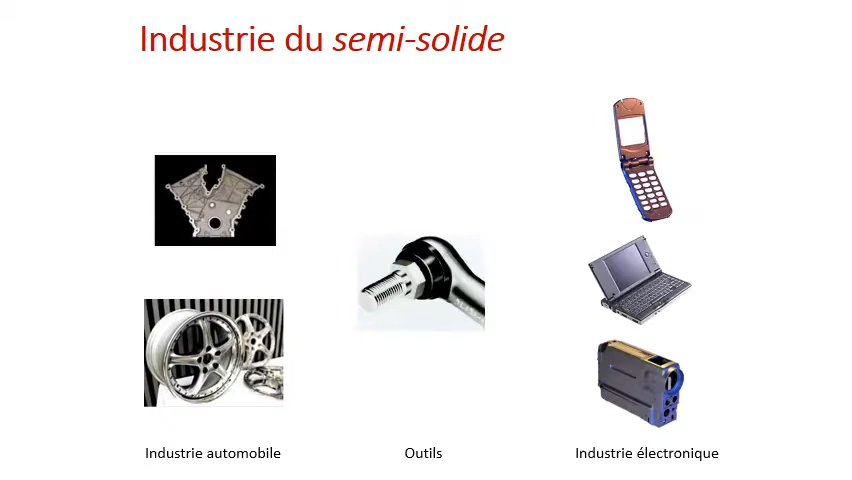 Industrie du semi-solide
Industrie automobile
Outils
Industrie électronique